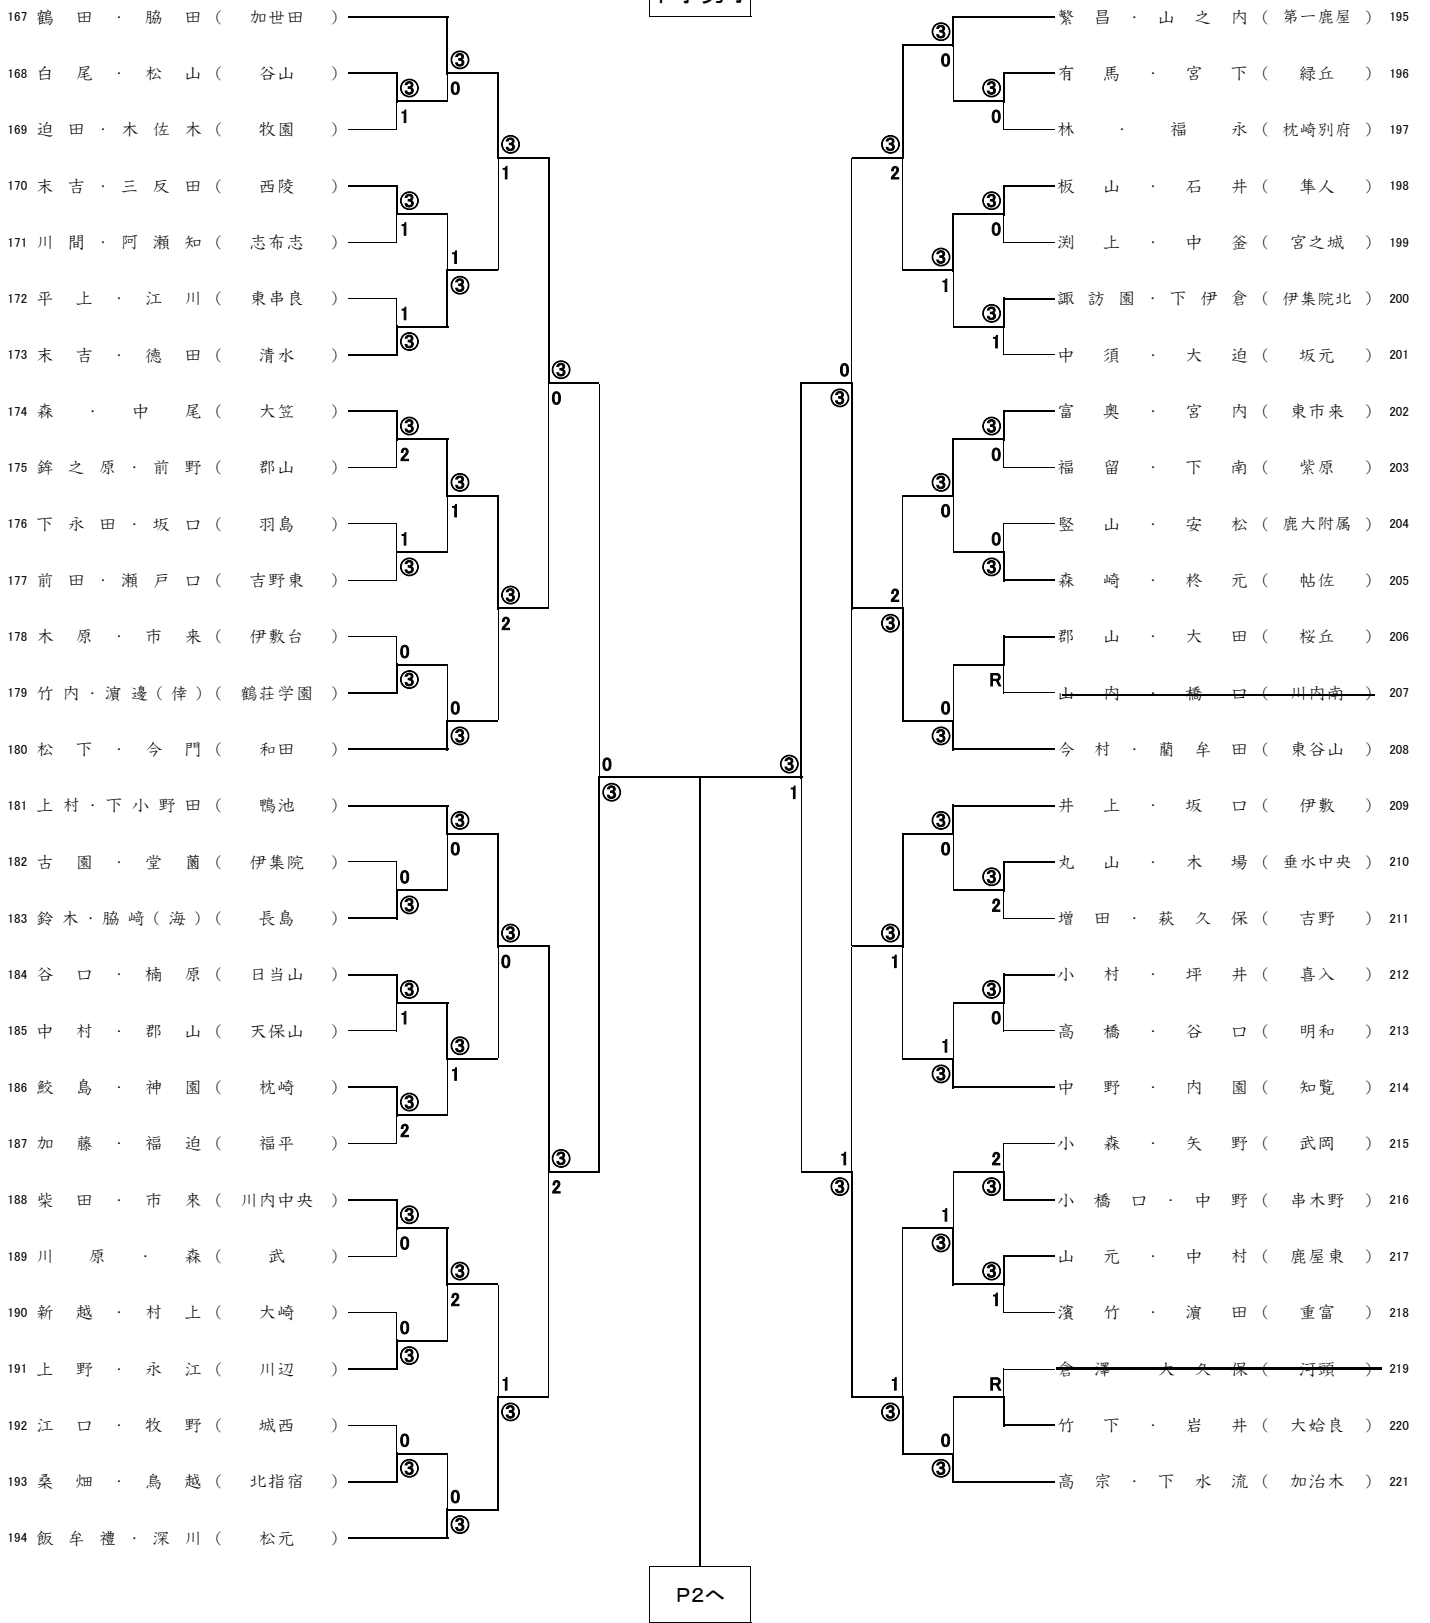 167 鶴田・脇田(加世田)
168 白尾・松山(谷山)
169 迫田・木佐木(牧園)
170 末吉・三反田(西陵)
171 川間・阿瀬知(志布志)
172 平上・江川(東串良)
173 末吉・德田(清水)
174 森・中尾(大笠)
175 鉾之原・前野(郡山)
176 下永田・坂口(羽島)
177 前田・瀬戸口(吉野東)
178 木原・市来(伊敷台)
179 竹内・濵邊(倖)(鶴荘学園)
180 松下・今門(和田)
181 上村・下小野田(鴨池)
182 古園・堂薗(伊集院)
183 鈴木・脇﨑(海)(長島)
184 谷口・楠原(日当山)
185 中村・郡山(天保山)
186 鮫島・神園(枕崎)
187 加藤・福迫(福平)
188 柴田・市來(川内中央)
189 川原・森(武)
190 新越・村上(大崎)
191 上野・永江(川辺)
192 江口・牧野(城西)
193 桑畑・鳥越(北指宿)
194 飯牟禮・深川(松元)
繁昌・山之内(第一鹿屋) 195
有馬・宮下(緑丘) 196
林・福永(枕崎別府) 197
板山・石井(隼人) 198
渕上・中釜(宮之城) 199
諏訪園・下伊倉(伊集院北) 200
中須・大迫(坂元) 201
富奥・宮内(東市来) 202
福留・下南(紫原) 203
竪山・安松(鹿大附属) 204
森崎・柊元(帖佐) 205
郡山・大田(桜丘) 206
山内・橋口(川内南) 207
今村・藺牟田(東谷山) 208
井上・坂口(伊敷) 209
丸山・木場(垂水中央) 210
増田・萩久保(吉野) 211
小村・坪井(喜入) 212
高橋・谷口(明和) 213
中野・内園(知覧) 214
小森・矢野(武岡) 215
小橋口・中野(串木野) 216
山元・中村(鹿屋東) 217
濱竹・濵田(重富) 218
倉澤・大久保(河頭) 219
竹下・岩井(大姶良) 220
高宗・下水流(加治木) 221
P2へ